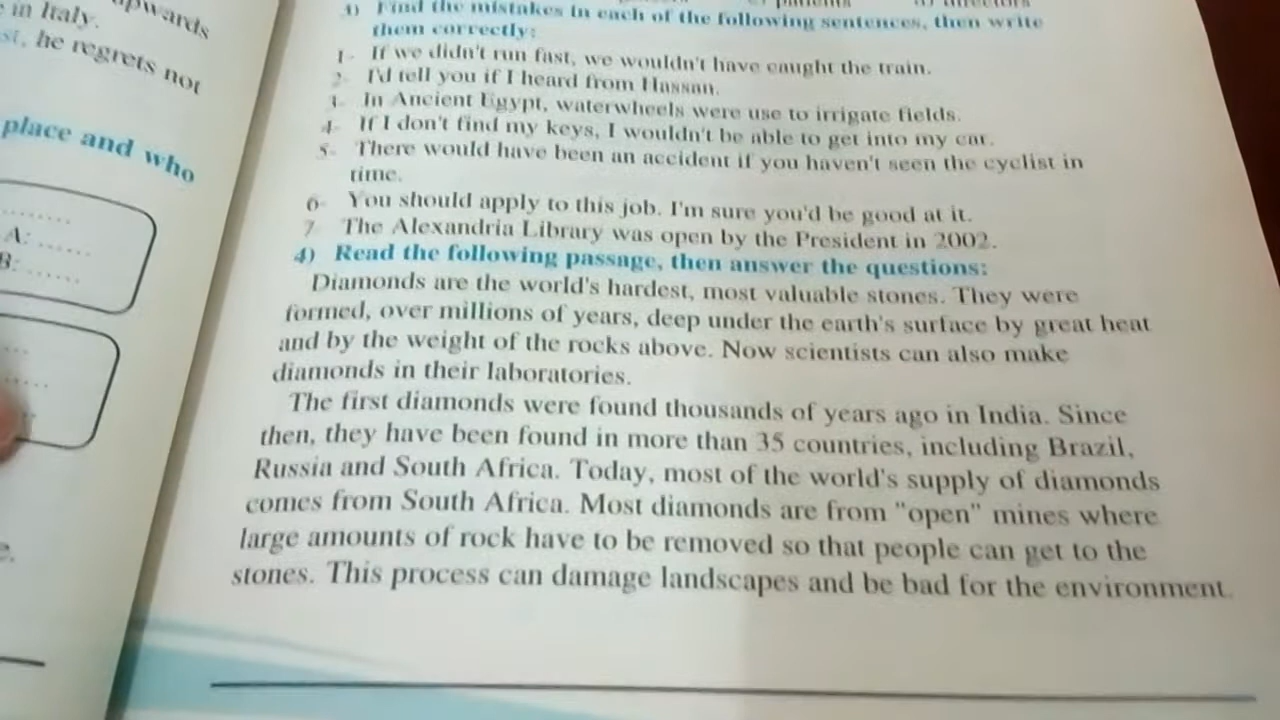 upwards
in Italy.
st, he regrets not
place and who
A: ......
B: .......
3) Find the mistakes in each of the following sentences, then write
them correctly:
1- If we didn't run fast, we wouldn't have caught the train.
2- I'd tell you if I heard from Hassan.
3- In Ancient Egypt, waterwheels were use to irrigate fields.
4- If I don't find my keys, I wouldn't be able to get into my car.
5- There would have been an accident if you haven't seen the cyclist in
time.
6- You should apply to this job. I'm sure you'd be good at it.
7- The Alexandria Library was open by the President in 2002.
4) Read the following passage, then answer the questions:
Diamonds are the world's hardest, most valuable stones. They were
formed, over millions of years, deep under the earth's surface by great heat
and by the weight of the rocks above. Now scientists can also make
diamonds in their laboratories.
The first diamonds were found thousands of years ago in India. Since
then, they have been found in more than 35 countries, including Brazil,
Russia and South Africa. Today, most of the world's supply of diamonds
comes from South Africa. Most diamonds are from "open" mines where
large amounts of rock have to be removed so that people can get to the
stones. This process can damage landscapes and be bad for the environment.